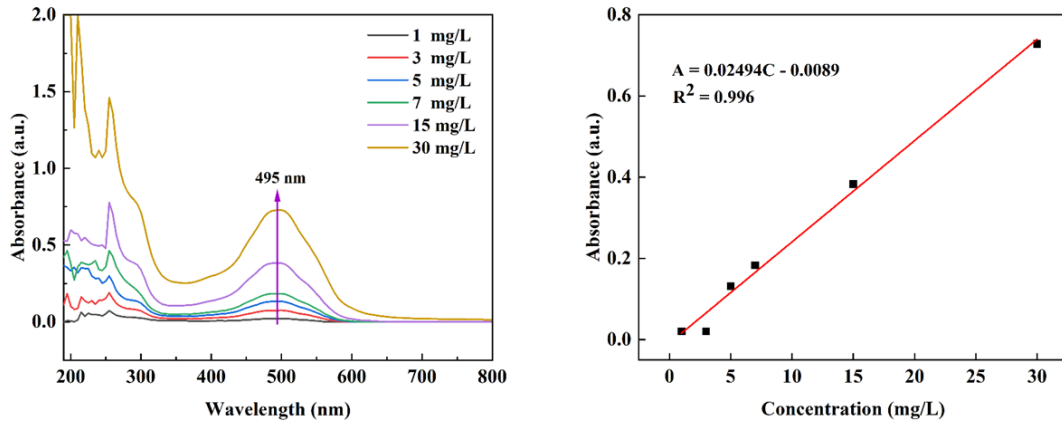 2.0
1.5
1.0
0.5
0.0
Absorbance (a.u.)
1 mg/L
3 mg/L
5 mg/L
7 mg/L
15 mg/L
30 mg/L
495 nm
200 300 400 500 600 700 800
Wavelength (nm)
0.8
0.6
0.4
0.2
0.0
Absorbance (a.u.)
A = 0.02494C - 0.0089
R² = 0.996
0 5 10 15 20 25 30
Concentration (mg/L)